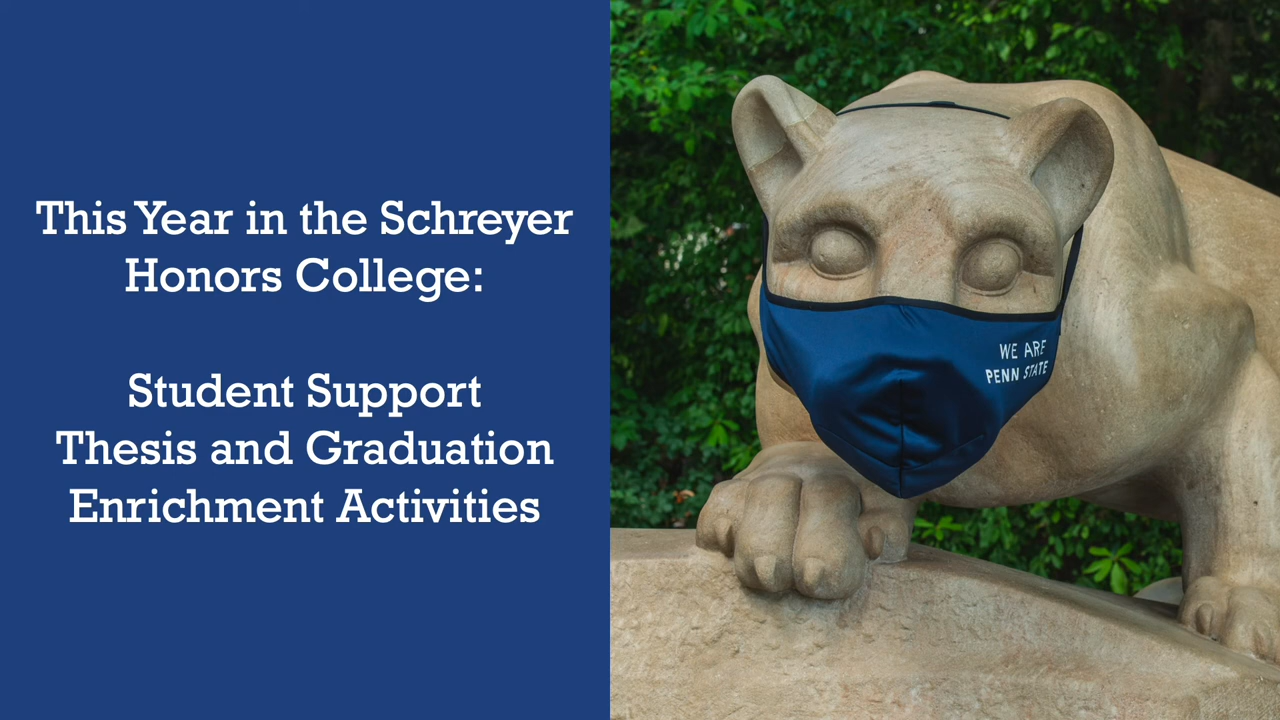 This Year in the Schreyer
Honors College:
Student Support
Thesis and Graduation
Enrichment Activities
WE ARE
PENN STATE